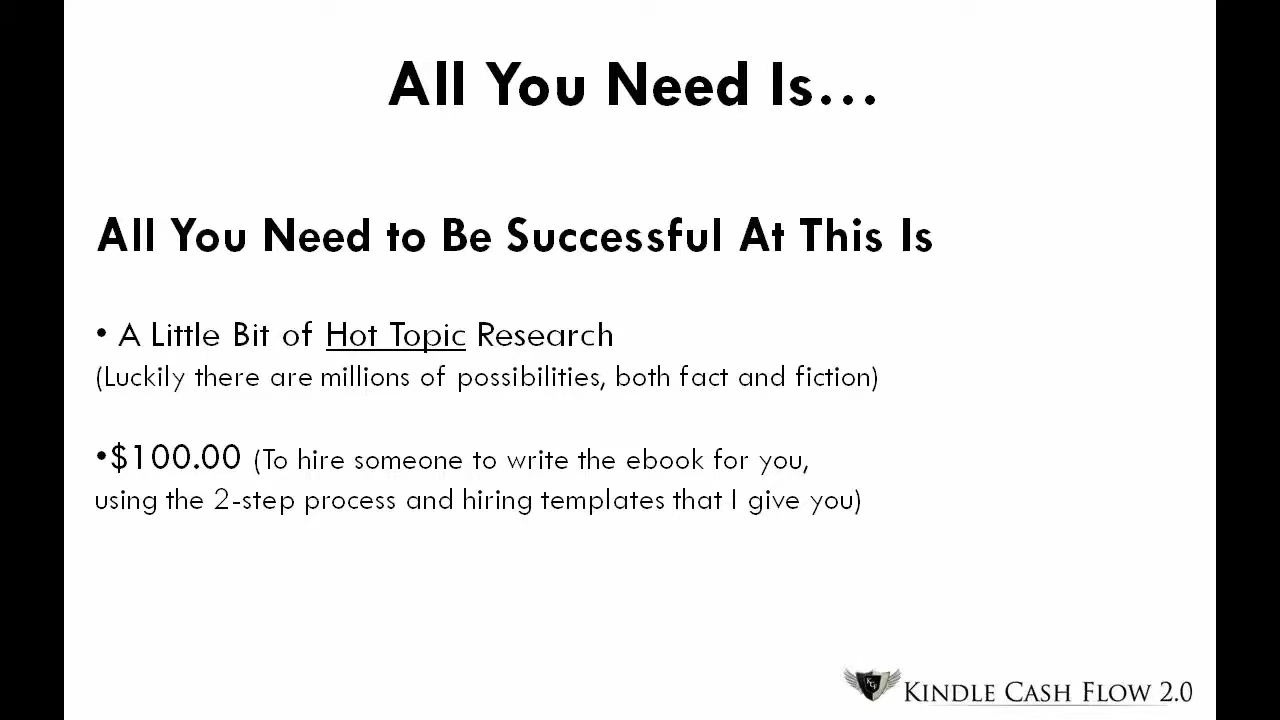 All You Need Is...
All You Need to Be Successful At This Is
• A Little Bit of Hot Topic Research
(Luckily there are millions of possibilities, both fact and fiction)
•$100.00 (To hire someone to write the ebook for you,
using the 2-step process and hiring templates that I give you)
KCF KINDLE CASH FLOW 2.0